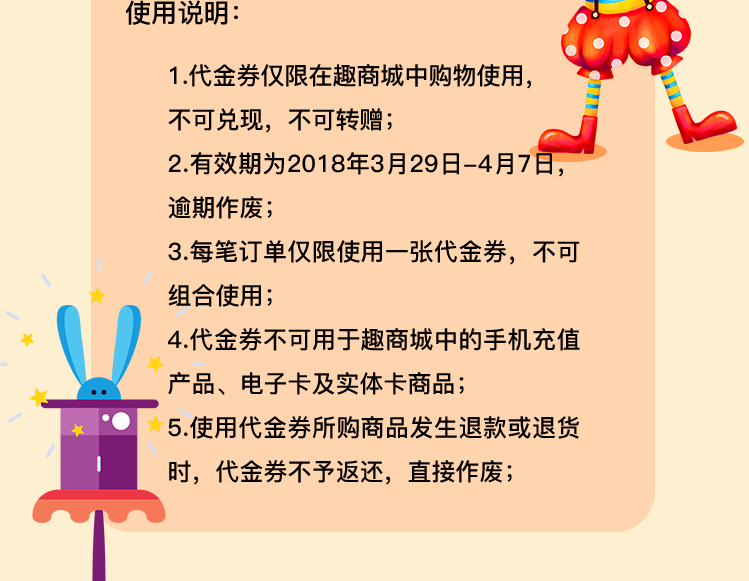 使用说明：
1.代金券仅限在趣商城中购物使用，
不可兑现，不可转赠；
2.有效期为2018年3月29日-4月7日，
逾期作废；
3.每笔订单仅限使用一张代金券，不可
组合使用；
4.代金券不可用于趣商城中的手机充值
产品、电子卡及实体卡商品；
5.使用代金券所购商品发生退款或退货
时，代金券不予返还，直接作废；